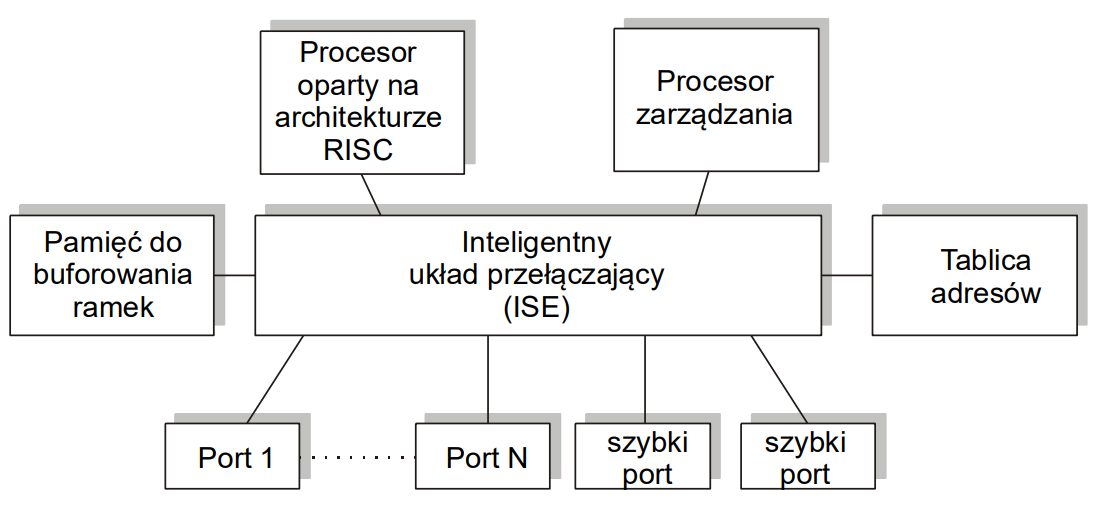 Procesor
oparty na
architekturze
RISC
Procesor
zarządzania
Pamięć do
buforowania
ramek
Inteligentny
układ przełączający
(ISE)
Tablica
adresów
Port 1
Port N
szybki
port
szybki
port